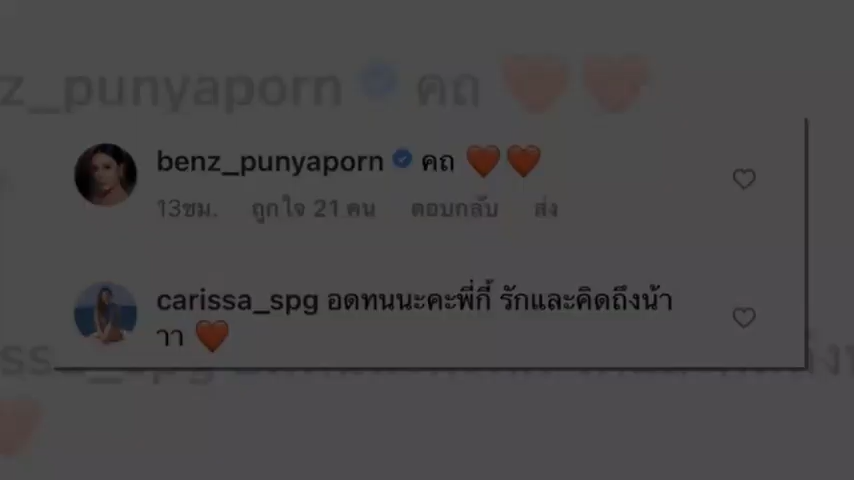 z_punyaporn คถ ❤️❤️
benz_punyaporn คถ ❤️❤️
13ชม. ถูกใจ 21 คน ตอบกลับ ส่ง
carissa_spg อดทนนะคะพี่กี้ รักและคิดถึงน้า
าา ❤️